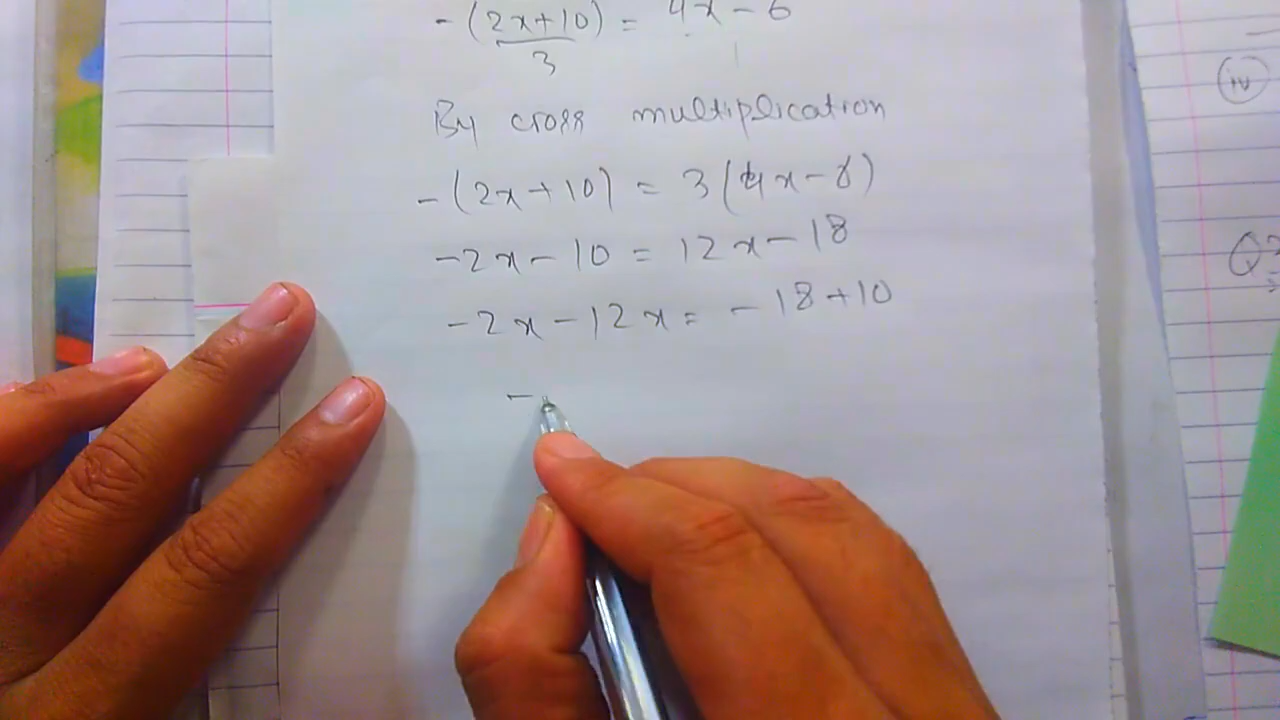 - (2x+10)/3 = 4x - 6
By cross multiplication
- (2x+10) = 3(4x-6)
-2x - 10 = 12x - 18
-2x - 12x = - 18 + 10
-
iv
Q